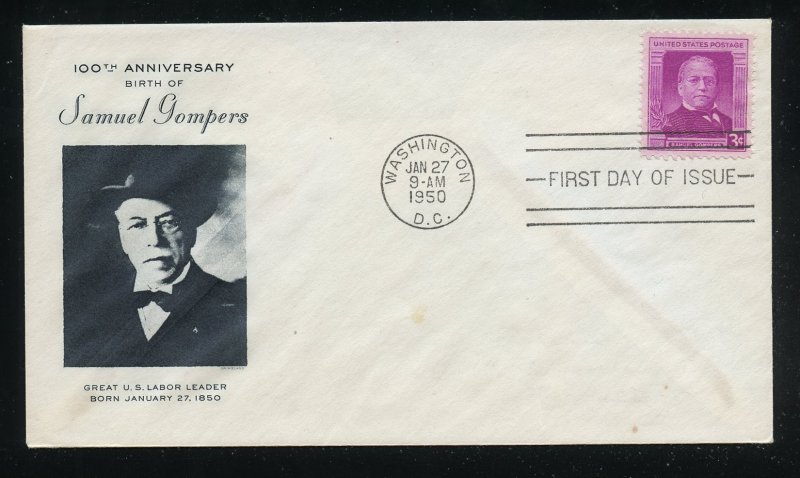 100TH ANNIVERSARY
BIRTH OF
Samuel Gompers
GREAT U.S. LABOR LEADER
BORN JANUARY 27, 1850
WASHINGTON
JAN 27
9-AM
1950
D.C.
UNITED STATES POSTAGE
SAMUEL GOMPERS
3¢
FIRST DAY OF ISSUE